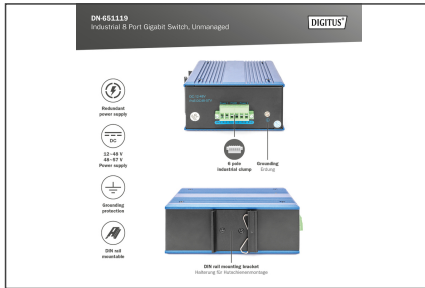 DN-651119
Industrial 8 Port Gigabit Switch, Unmanaged
DIGITUS®
Redundant
power supply
DC
12–48 V
48–57 V
Power supply
Grounding
protection
DIN rail
mountable
6 pole
Industrial clamp
Grounding
Erdung
DIN rail mounting bracket
Halterung für Hutschienenmontage